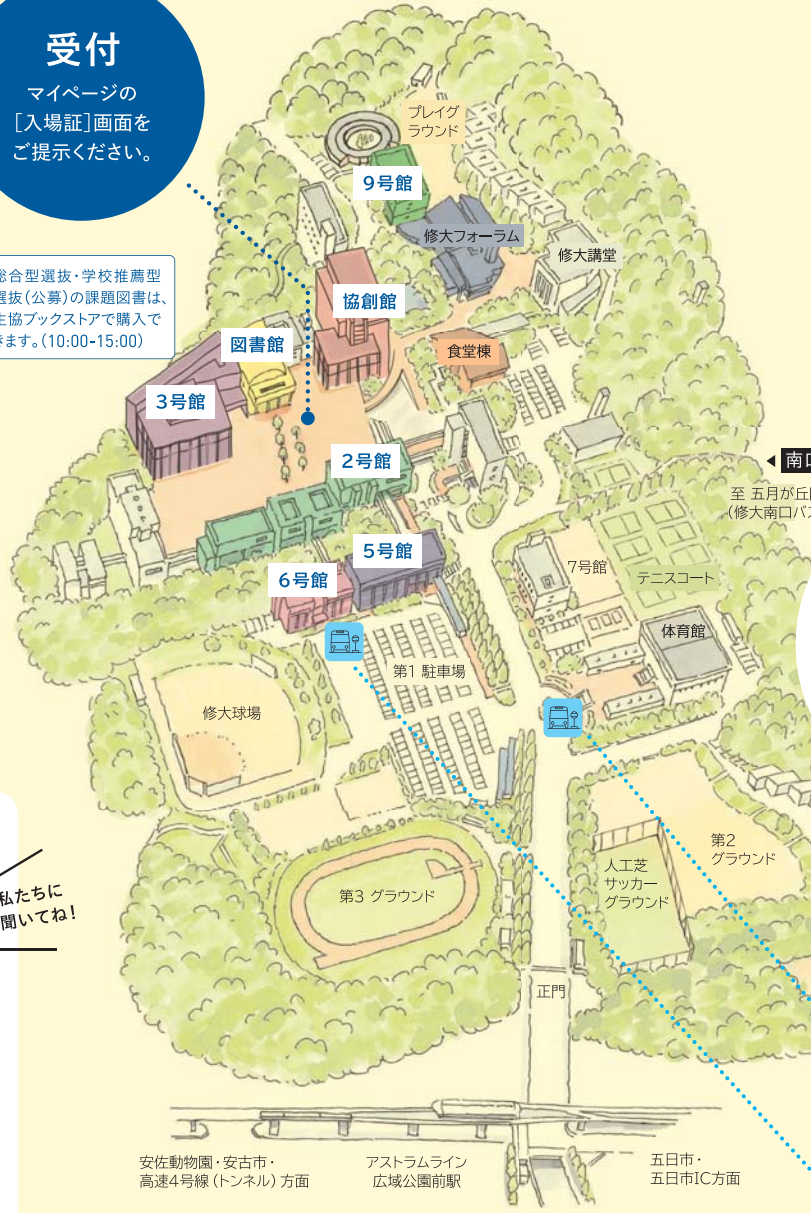 受付
マイページの
[入場証]画面を
ご提示ください。
総合型選抜・学校推薦型
選抜(公募)の課題図書は、
生協ブックストアで購入で
きます。(10:00-15:00)
プレイグ
ラウンド
9号館
修大フォーラム
修大講堂
協創館
図書館
食堂棟
3号館
2号館
南口
至 五月が丘
(修大南口バス
5号館
6号館
7号館
テニスコート
体育館
第1 駐車場
修大球場
第2
グラウンド
人工芝
サッカー
グラウンド
第3 グラウンド
私たちに
聞いてね!
正門
安佐動物園・安古市・
高速4号線(トンネル)方面
アストラムライン
広域公園前駅
五日市・
五日市IC方面